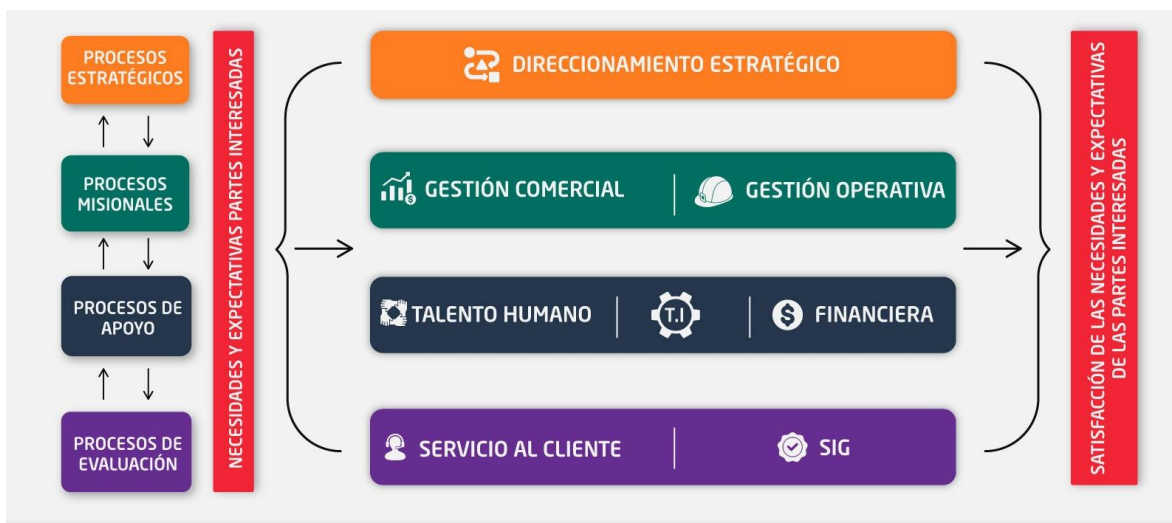 PROCESOS
ESTRATÉGICOS
PROCESOS
MISIONALES
PROCESOS DE
APOYO
PROCESOS DE
EVALUACIÓN
NECESIDADES Y EXPECTATIVAS PARTES INTERESADAS
DIRECCIONAMIENTO ESTRATÉGICO
GESTIÓN COMERCIAL
GESTIÓN OPERATIVA
TALENTO HUMANO
T.I
FINANCIERA
SERVICIO AL CLIENTE
SIG
SATISFACCIÓN DE LAS NECESIDADES Y EXPECTATIVAS
DE LAS PARTES INTERESADAS